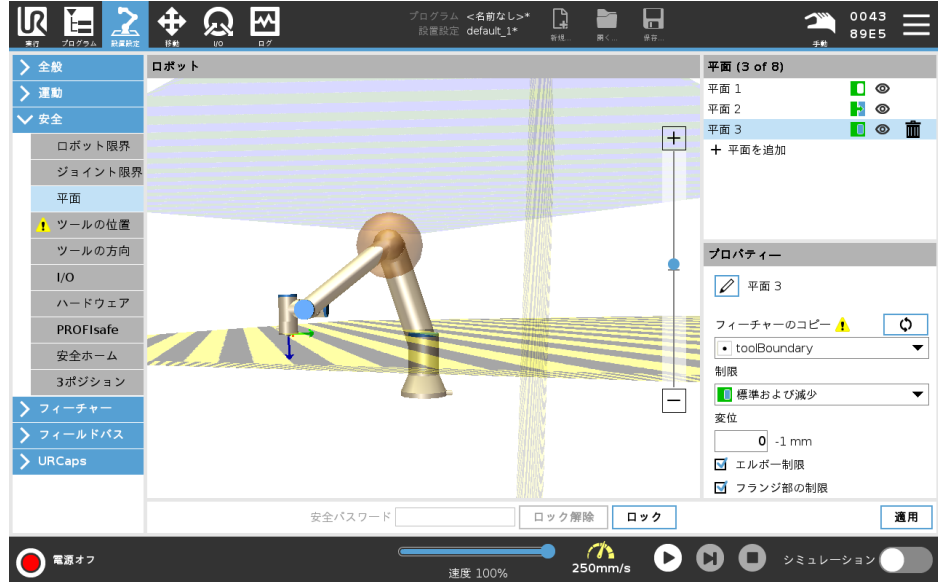 プログラム <名前なし>*
設置設定 default_1*
実行
プログラム
設置設定
移動
I/O
ログ
新規...
開く...
保存...
手動
0043
89E5
全般
運動
安全
ロボット限界
ジョイント限界
平面
ツールの位置
ツールの方向
I/O
ハードウェア
PROFIsafe
安全ホーム
3ポジション
フィーチャー
フィールドバス
URCaps
ロボット
平面 (3 of 8)
平面 1
平面 2
平面 3
平面を追加
プロパティー
平面 3
フィーチャーのコピー
toolBoundary
制限
標準および減少
変位
0 -1 mm
エルボー制限
フランジ部の制限
安全パスワード
ロック解除
ロック
適用
電源オフ
速度 100%
250mm/s
シミュレーション